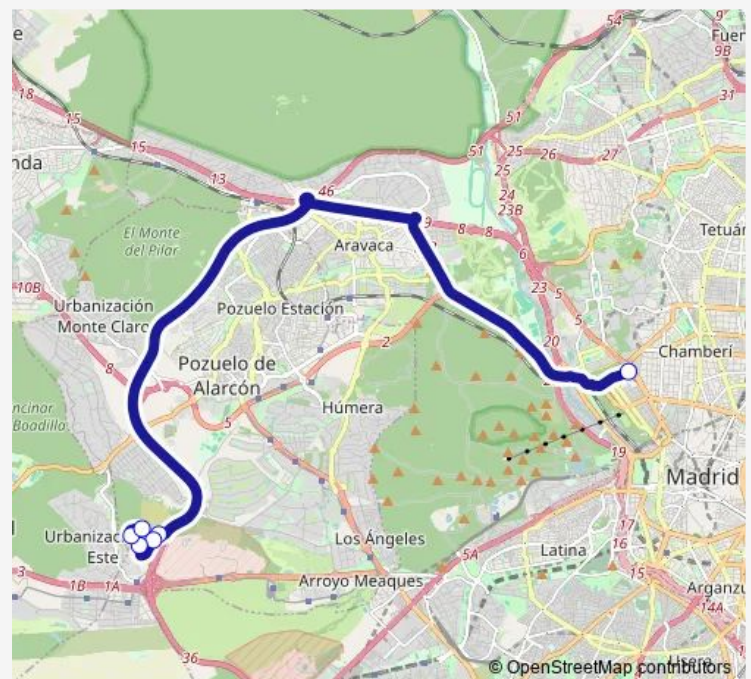 54
Fuen
9B
18
15
51
31
15
51
25
26
27
nda
13
46
25
24
23B
El Monte
del Pilar
9
8
8
Tetuán
Aravaca
6
23
5
10B
Urbanización
Monte Claro
Pozuelo Estación
5
2
20
Chamberí
8
Pozuelo de
Alarcón
ncinar
Boadilla
5
Húmera
19
Madrid
Urbanizac
Este
Los Ángeles
17
5A
Latina
16
3
1B
1A
Arroyo Meaques
15
Arganzu
14A
36
Usera
© OpenStreetMap contributors